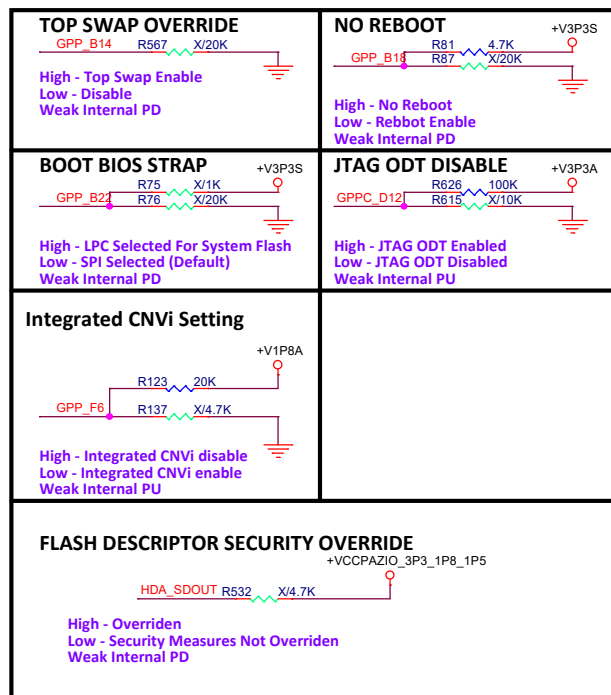 TOP SWAP OVERRIDE
GPP_B14 R567 X/20K
High - Top Swap Enable
Low - Disable
Weak Internal PD
NO REBOOT
+V3P3S
R81 4.7K
GPP_B18 R87 X/20K
High - No Reboot
Low - Rebbot Enable
Weak Internal PD
BOOT BIOS STRAP
+V3P3S
R75 X/1K
GPP_B22 R76 X/20K
High - LPC Selected For System Flash
Low - SPI Selected (Default)
Weak Internal PD
JTAG ODT DISABLE
+V3P3A
R626 100K
GPPC_D12 R615 X/10K
High - JTAG ODT Enabled
Low - JTAG ODT Disabled
Weak Internal PU
Integrated CNVi Setting
+V1P8A
R123 20K
GPP_F6 R137 X/4.7K
High - Integrated CNVi disable
Low - Integrated CNVi enable
Weak Internal PU
FLASH DESCRIPTOR SECURITY OVERRIDE
+VCCPAZIO_3P3_1P8_1P5
HDA_SDOUT R532 X/4.7K
High - Overriden
Low - Security Measures Not Overriden
Weak Internal PD